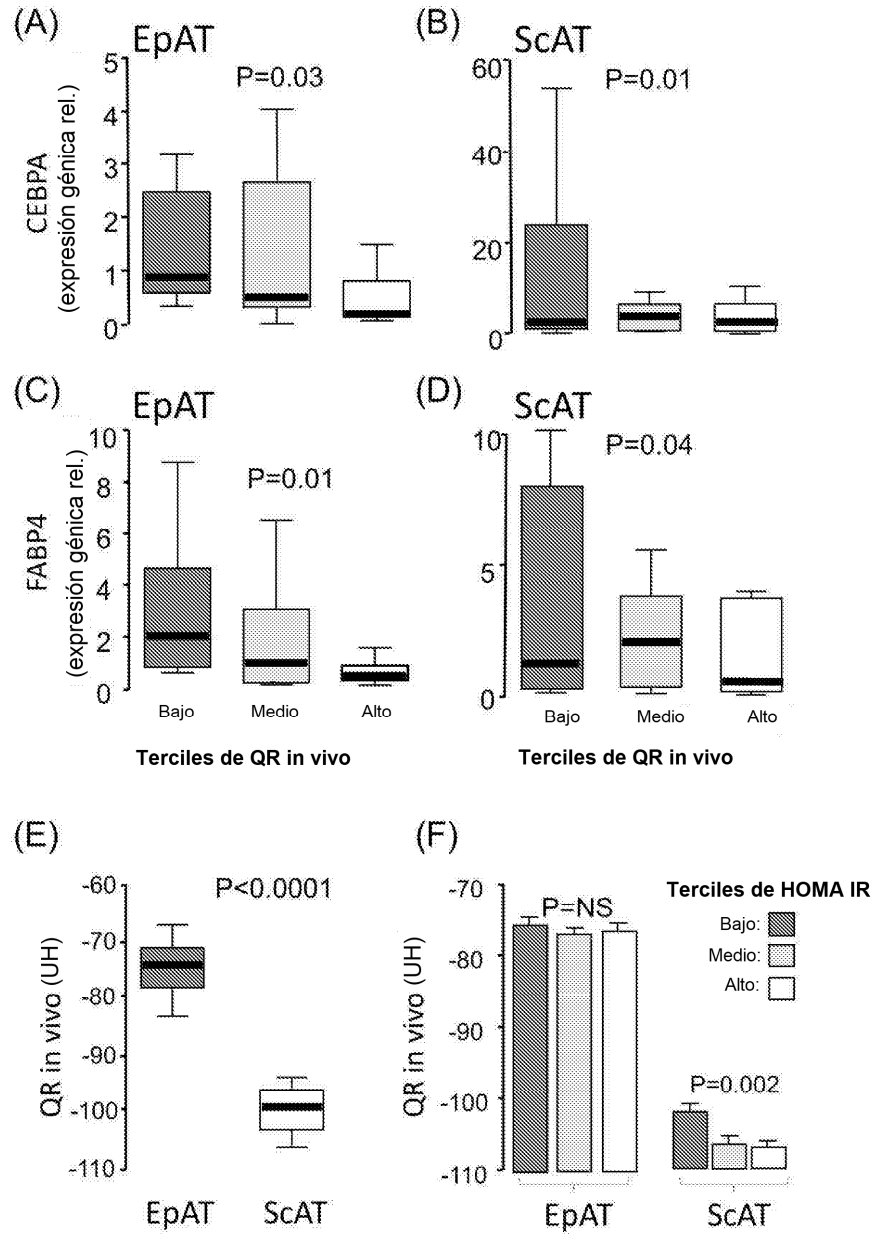 (A)
EpAT
P=0.03
CEBPA
(expresión génica rel.)
5
4
3
2
1
0
(B)
ScAT
P=0.01
60
40
20
0
(C)
EpAT
P=0.01
FABP4
(expresión génica rel.)
10
8
6
4
2
0
Bajo
Medio
Alto
Terciles de QR in vivo
(D)
ScAT
P=0.04
10
5
0
Bajo
Medio
Alto
Terciles de QR in vivo
(E)
P<0.0001
QR in vivo (UH)
-60
-70
-80
-90
-100
-110
EpAT
ScAT
(F)
P=NS
QR in vivo (UH)
-70
-80
-90
-100
-110
Terciles de HOMA IR
Bajo:
Medio:
Alto:
P=0.002
EpAT
ScAT